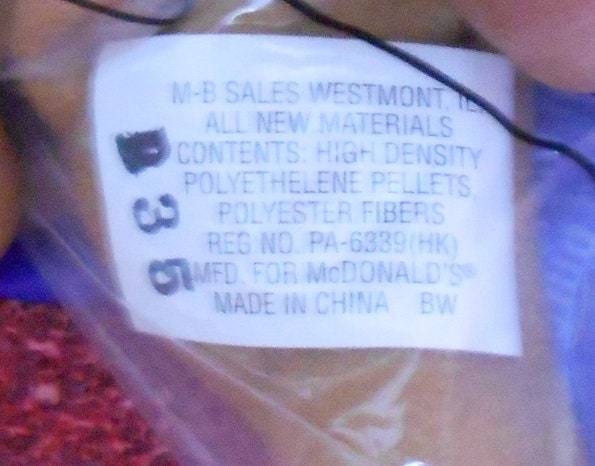 M-B SALES WESTMONT, IL.
ALL NEW MATERIALS
CONTENTS: HIGH DENSITY
POLYETHELENE PELLETS,
POLYESTER FIBERS
REG NO. PA-6339(HK)
MFD. FOR McDONALD'S®
MADE IN CHINA BW
B35